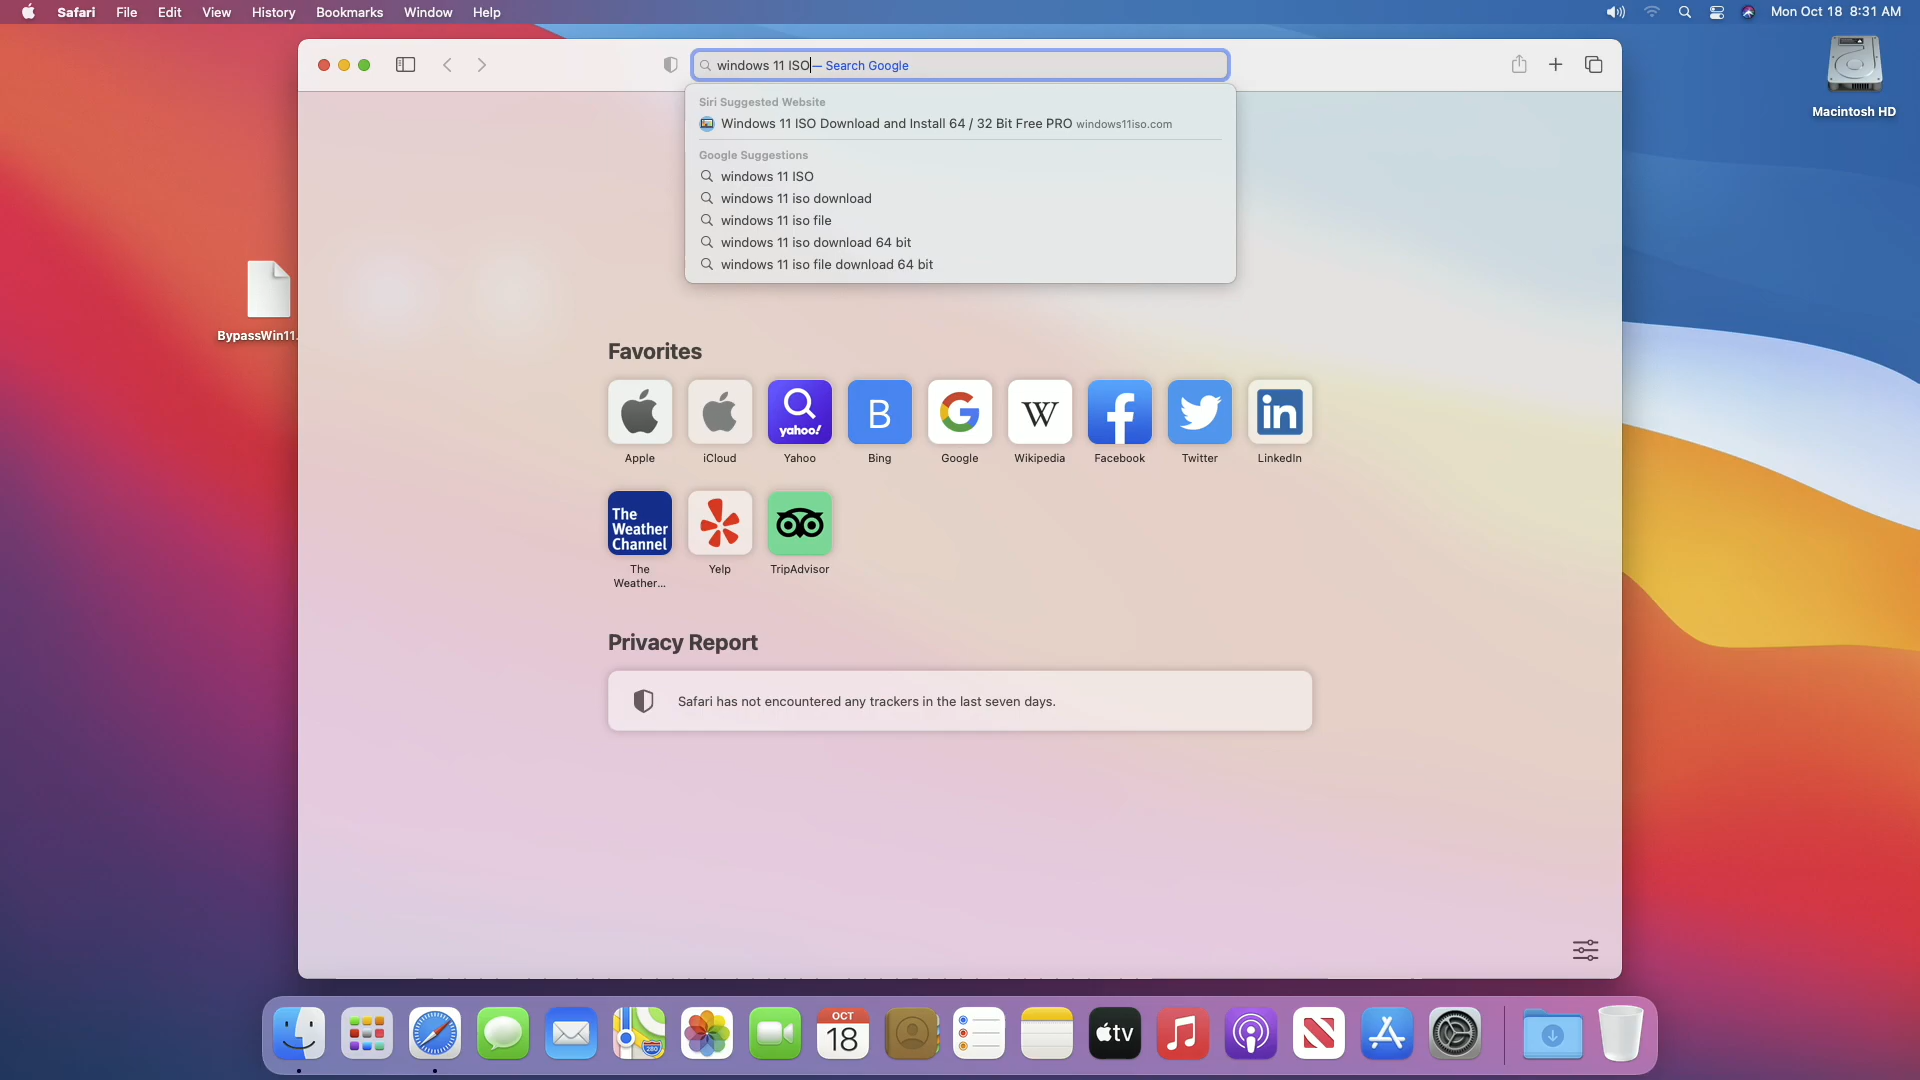 Safari File Edit View History Bookmarks Window Help Mon Oct 18 8:31 AM
windows 11 ISO — Search Google
Macintosh HD
Siri Suggested Website
Windows 11 ISO Download and Install 64 / 32 Bit Free PRO windows11iso.com
Google Suggestions
windows 11 ISO
windows 11 iso download
windows 11 iso file
windows 11 iso download 64 bit
windows 11 iso file download 64 bit
BypassWin11.
Favorites
yahoo! B G W f in
Apple iCloud Yahoo Bing Google Wikipedia Facebook Twitter LinkedIn
The
Weather
Channel
The
Weather...
Yelp TripAdvisor
Privacy Report
Safari has not encountered any trackers in the last seven days.
280
OCT
18
tv